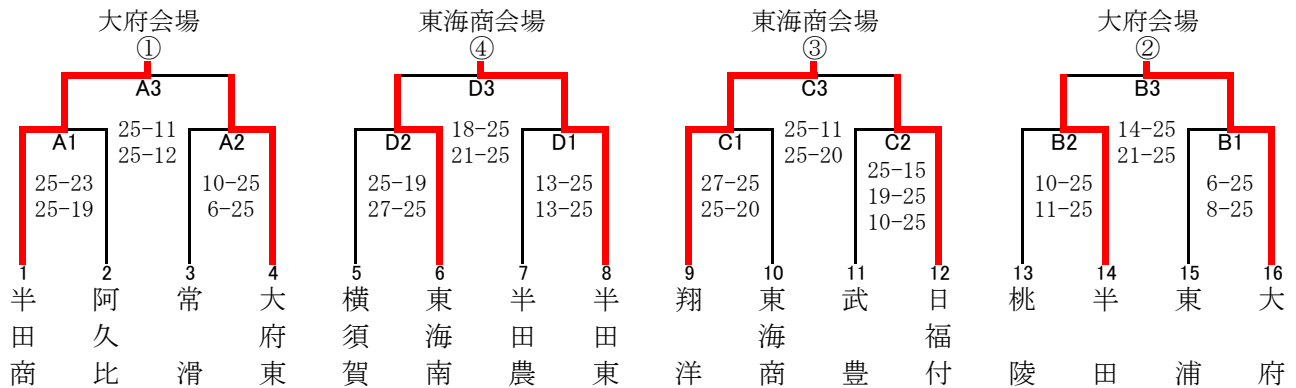 大府会場 東海商会場 東海商会場 大府会場
① ④ ③ ②
A3 D3 C3 B3
25-11 18-25 25-11 14-25
A1 25-12 A2 D2 21-25 D1 C1 25-20 C2 B2 21-25 B1
25-23 10-25 25-19 13-25 27-25 25-15 10-25 6-25
25-19 6-25 27-25 13-25 25-20 19-25 11-25 8-25
10-25
1 2 3 4 5 6 7 8 9 10 11 12 13 14 15 16
半田商
阿久比
常滑
大府東
横須賀
東海南
半田農
半田東
翔洋
東海商
武豊
日福付
桃陵
半田
東浦
大府